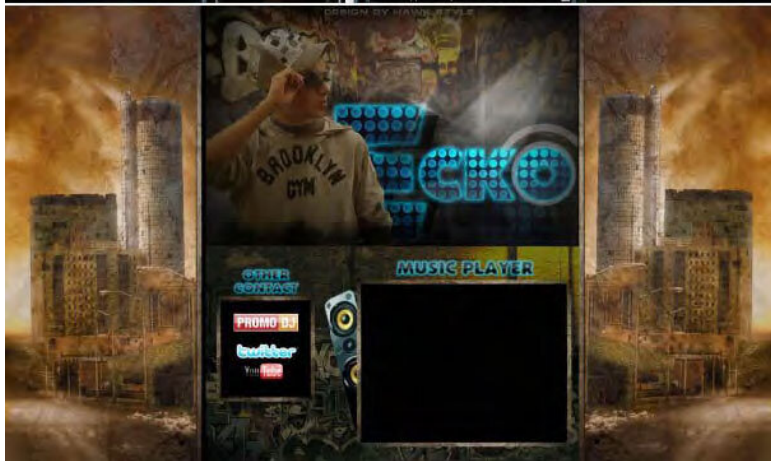 DESIGN BY HAWK STYLE
BROOKLYN
GYM
ECKO
OTHER
CONTACT
MUSIC PLAYER
PROMO DJ
twitter
YouTube